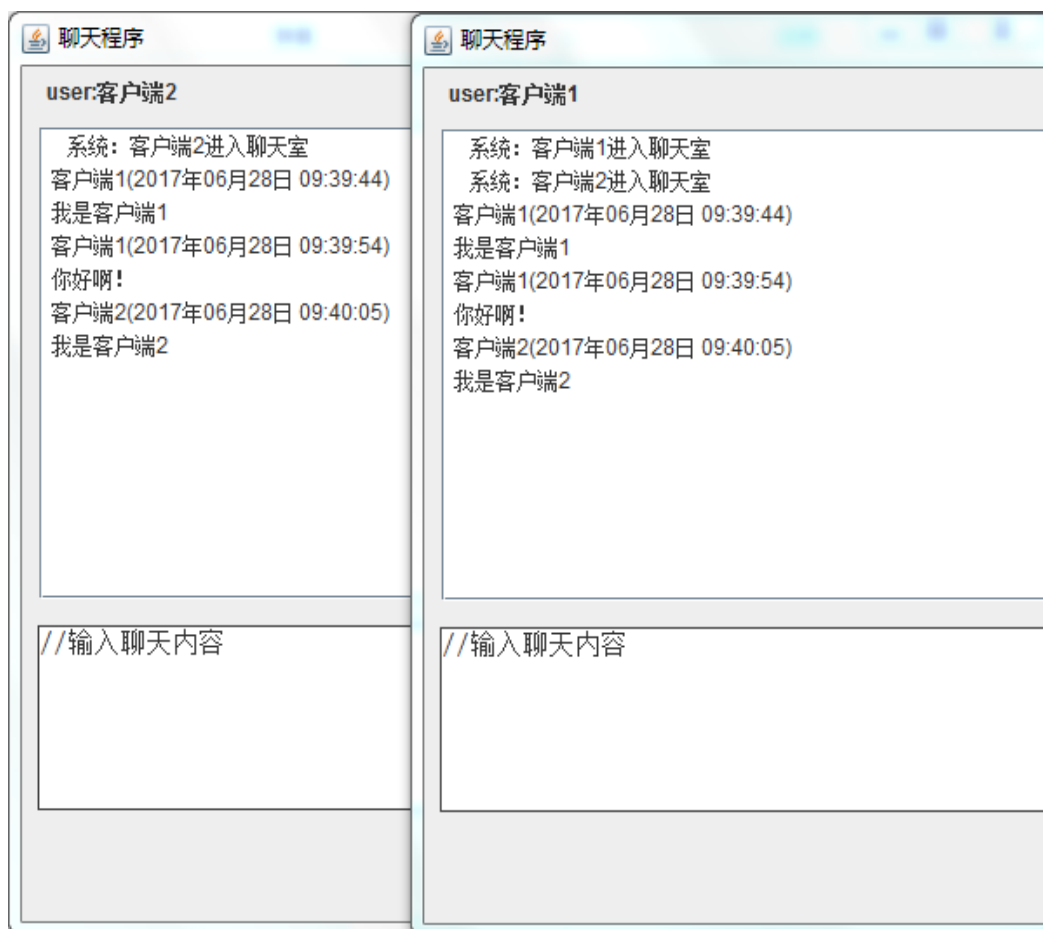 聊天程序
user:客户端2
系统：客户端2进入聊天室
客户端1(2017年06月28日 09:39:44)
我是客户端1
客户端1(2017年06月28日 09:39:54)
你好啊！
客户端2(2017年06月28日 09:40:05)
我是客户端2
//输入聊天内容
聊天程序
user:客户端1
系统：客户端1进入聊天室
系统：客户端2进入聊天室
客户端1(2017年06月28日 09:39:44)
我是客户端1
客户端1(2017年06月28日 09:39:54)
你好啊！
客户端2(2017年06月28日 09:40:05)
我是客户端2
//输入聊天内容